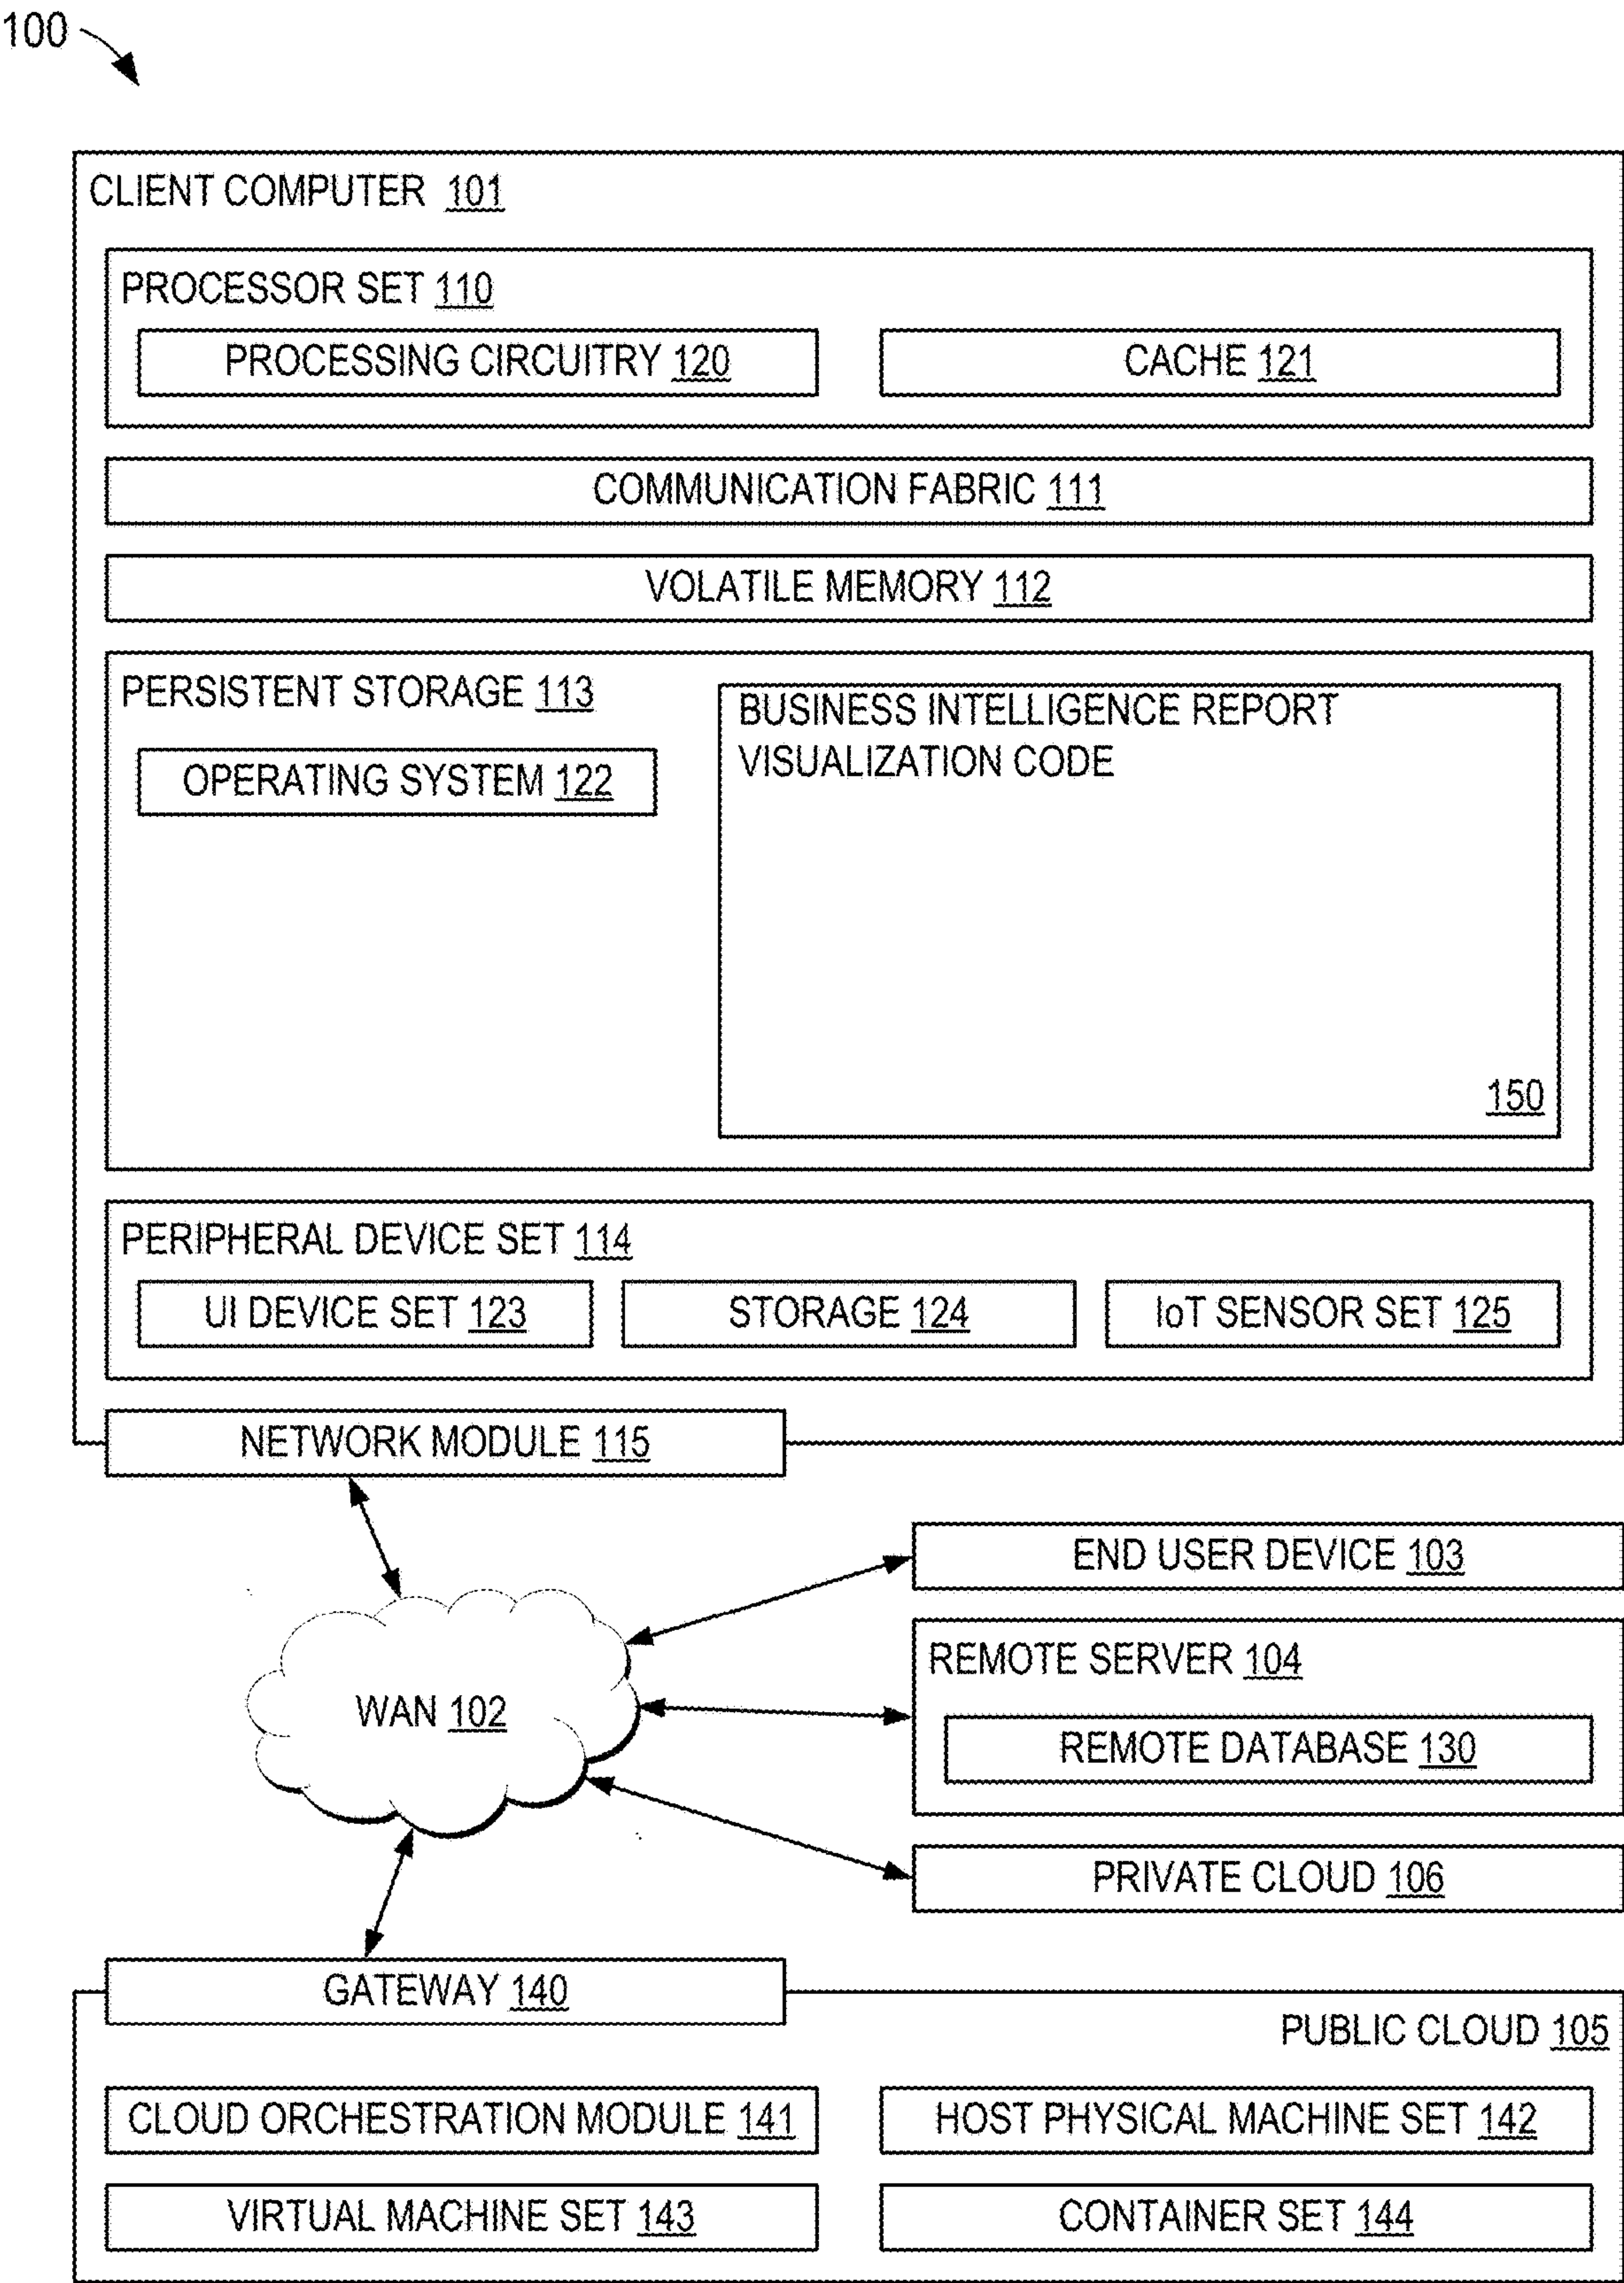 100
CLIENT COMPUTER 101
PROCESSOR SET 110
PROCESSING CIRCUITRY 120
CACHE 121
COMMUNICATION FABRIC 111
VOLATILE MEMORY 112
PERSISTENT STORAGE 113
OPERATING SYSTEM 122
BUSINESS INTELLIGENCE REPORT
VISUALIZATION CODE
150
PERIPHERAL DEVICE SET 114
UI DEVICE SET 123
STORAGE 124
IoT SENSOR SET 125
NETWORK MODULE 115
WAN 102
END USER DEVICE 103
REMOTE SERVER 104
REMOTE DATABASE 130
PRIVATE CLOUD 106
GATEWAY 140
PUBLIC CLOUD 105
CLOUD ORCHESTRATION MODULE 141
HOST PHYSICAL MACHINE SET 142
VIRTUAL MACHINE SET 143
CONTAINER SET 144